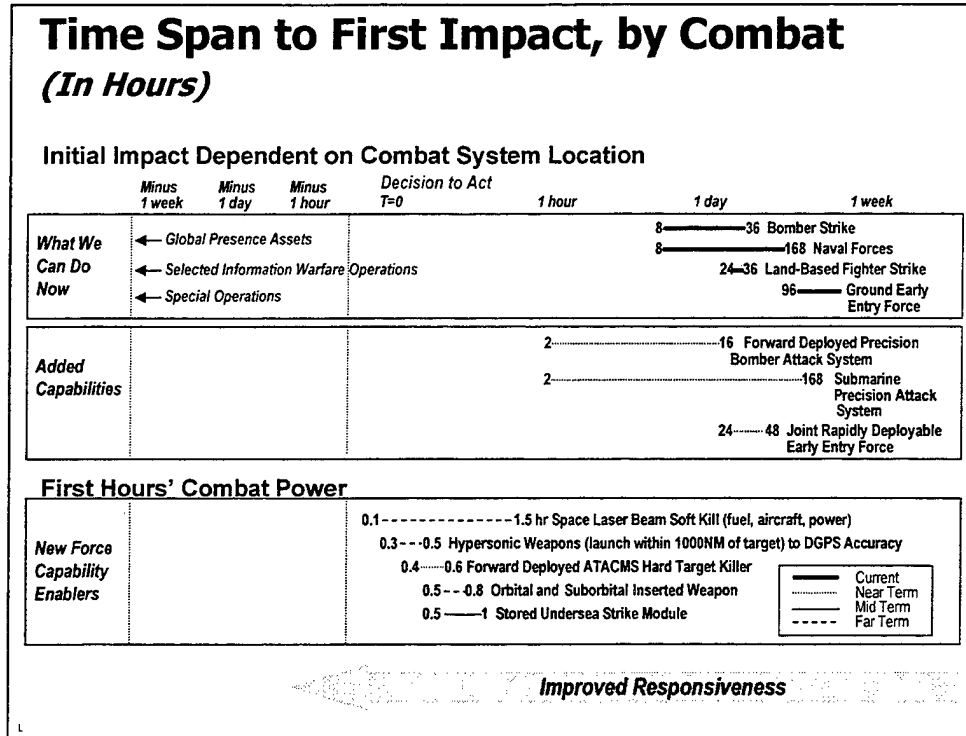 Time Span to First Impact, by Combat
(In Hours)
Initial Impact Dependent on Combat System Location
Minus 1 week
Minus 1 day
Minus 1 hour
Decision to Act T=0
1 hour
1 day
1 week
What We
Can Do
Now
Global Presence Assets
Selected Information Warfare Operations
Special Operations
8 36 Bomber Strike
8 168 Naval Forces
24 36 Land-Based Fighter Strike
96 Ground Early
Entry Force
Added
Capabilities
2 16 Forward Deployed Precision
Bomber Attack System
2 168 Submarine
Precision Attack
System
24 48 Joint Rapidly Deployable
Early Entry Force
First Hours' Combat Power
New Force
Capability
Enablers
0.1 1.5 hr Space Laser Beam Soft Kill (fuel, aircraft, power)
0.3 0.5 Hypersonic Weapons (launch within 1000NM of target) to DGPS Accuracy
0.4 0.6 Forward Deployed ATACMS Hard Target Killer
0.5 0.8 Orbital and Suborbital Inserted Weapon
0.5 1 Stored Undersea Strike Module
Current
Near Term
Mid Term
Far Term
Improved Responsiveness
L